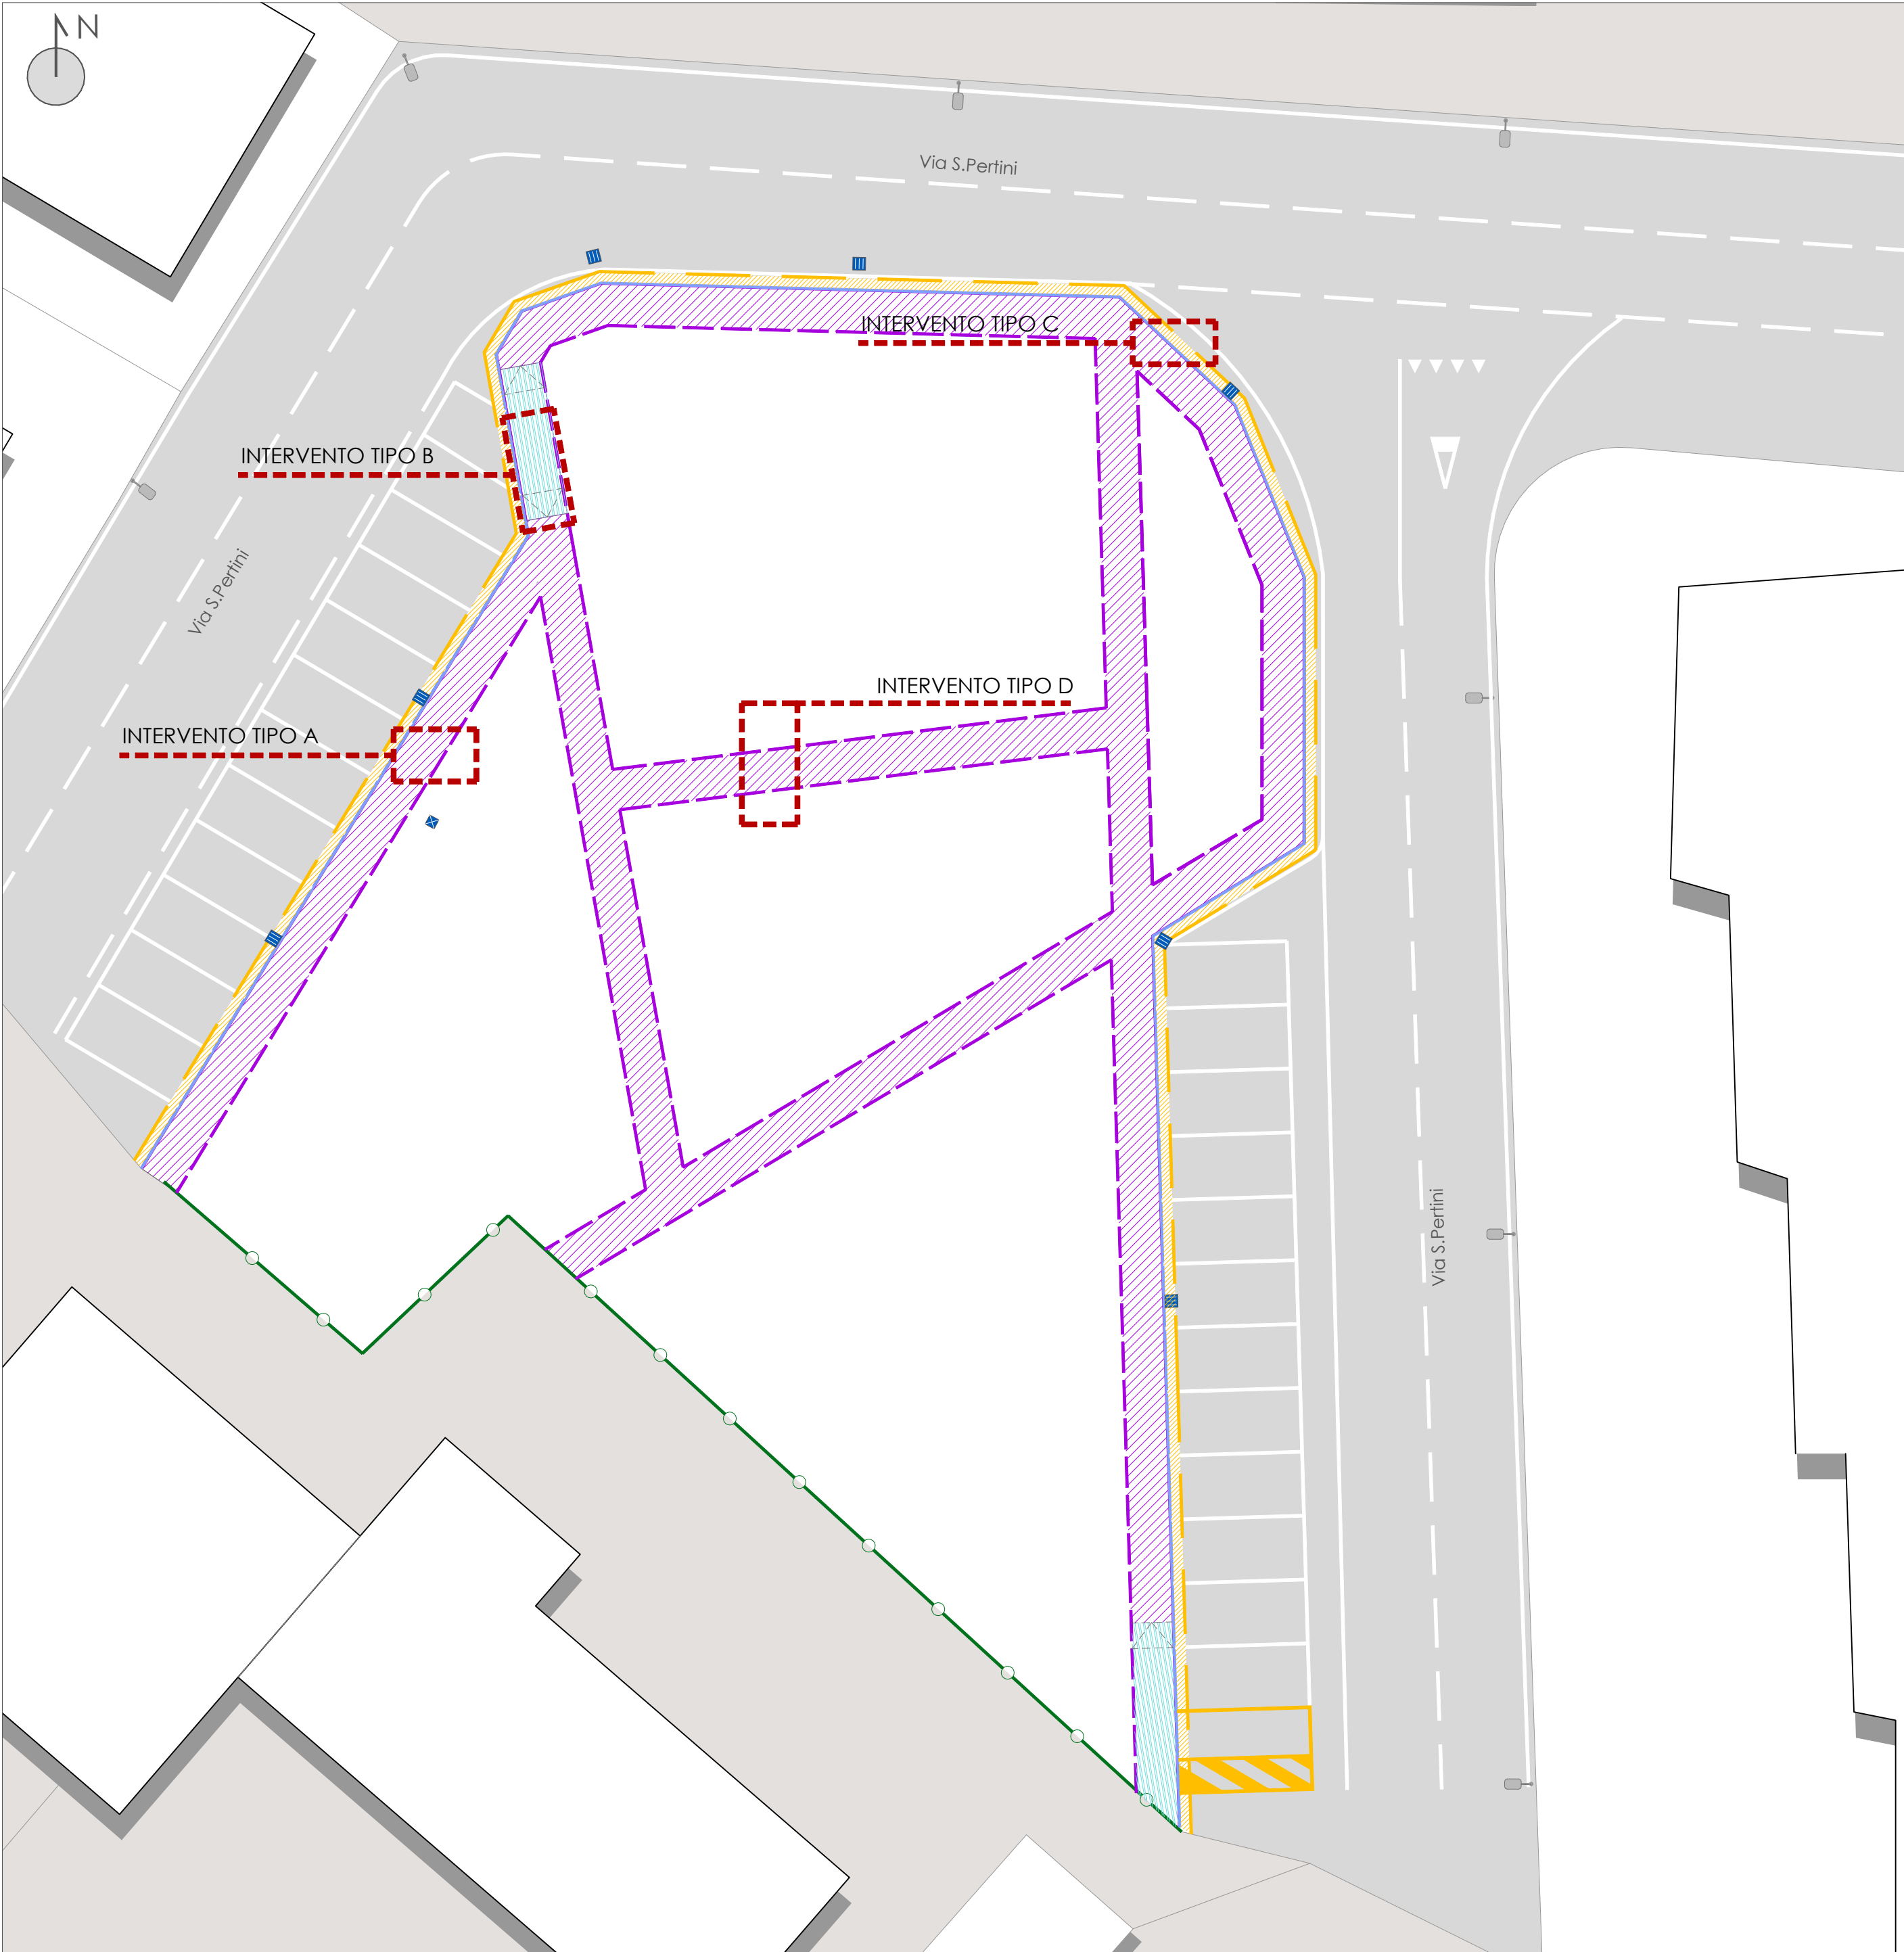 N
Via S.Pertini
INTERVENTO TIPO C
INTERVENTO TIPO B
Via S.Pertini
INTERVENTO TIPO D
INTERVENTO TIPO A
Via S.Pertini